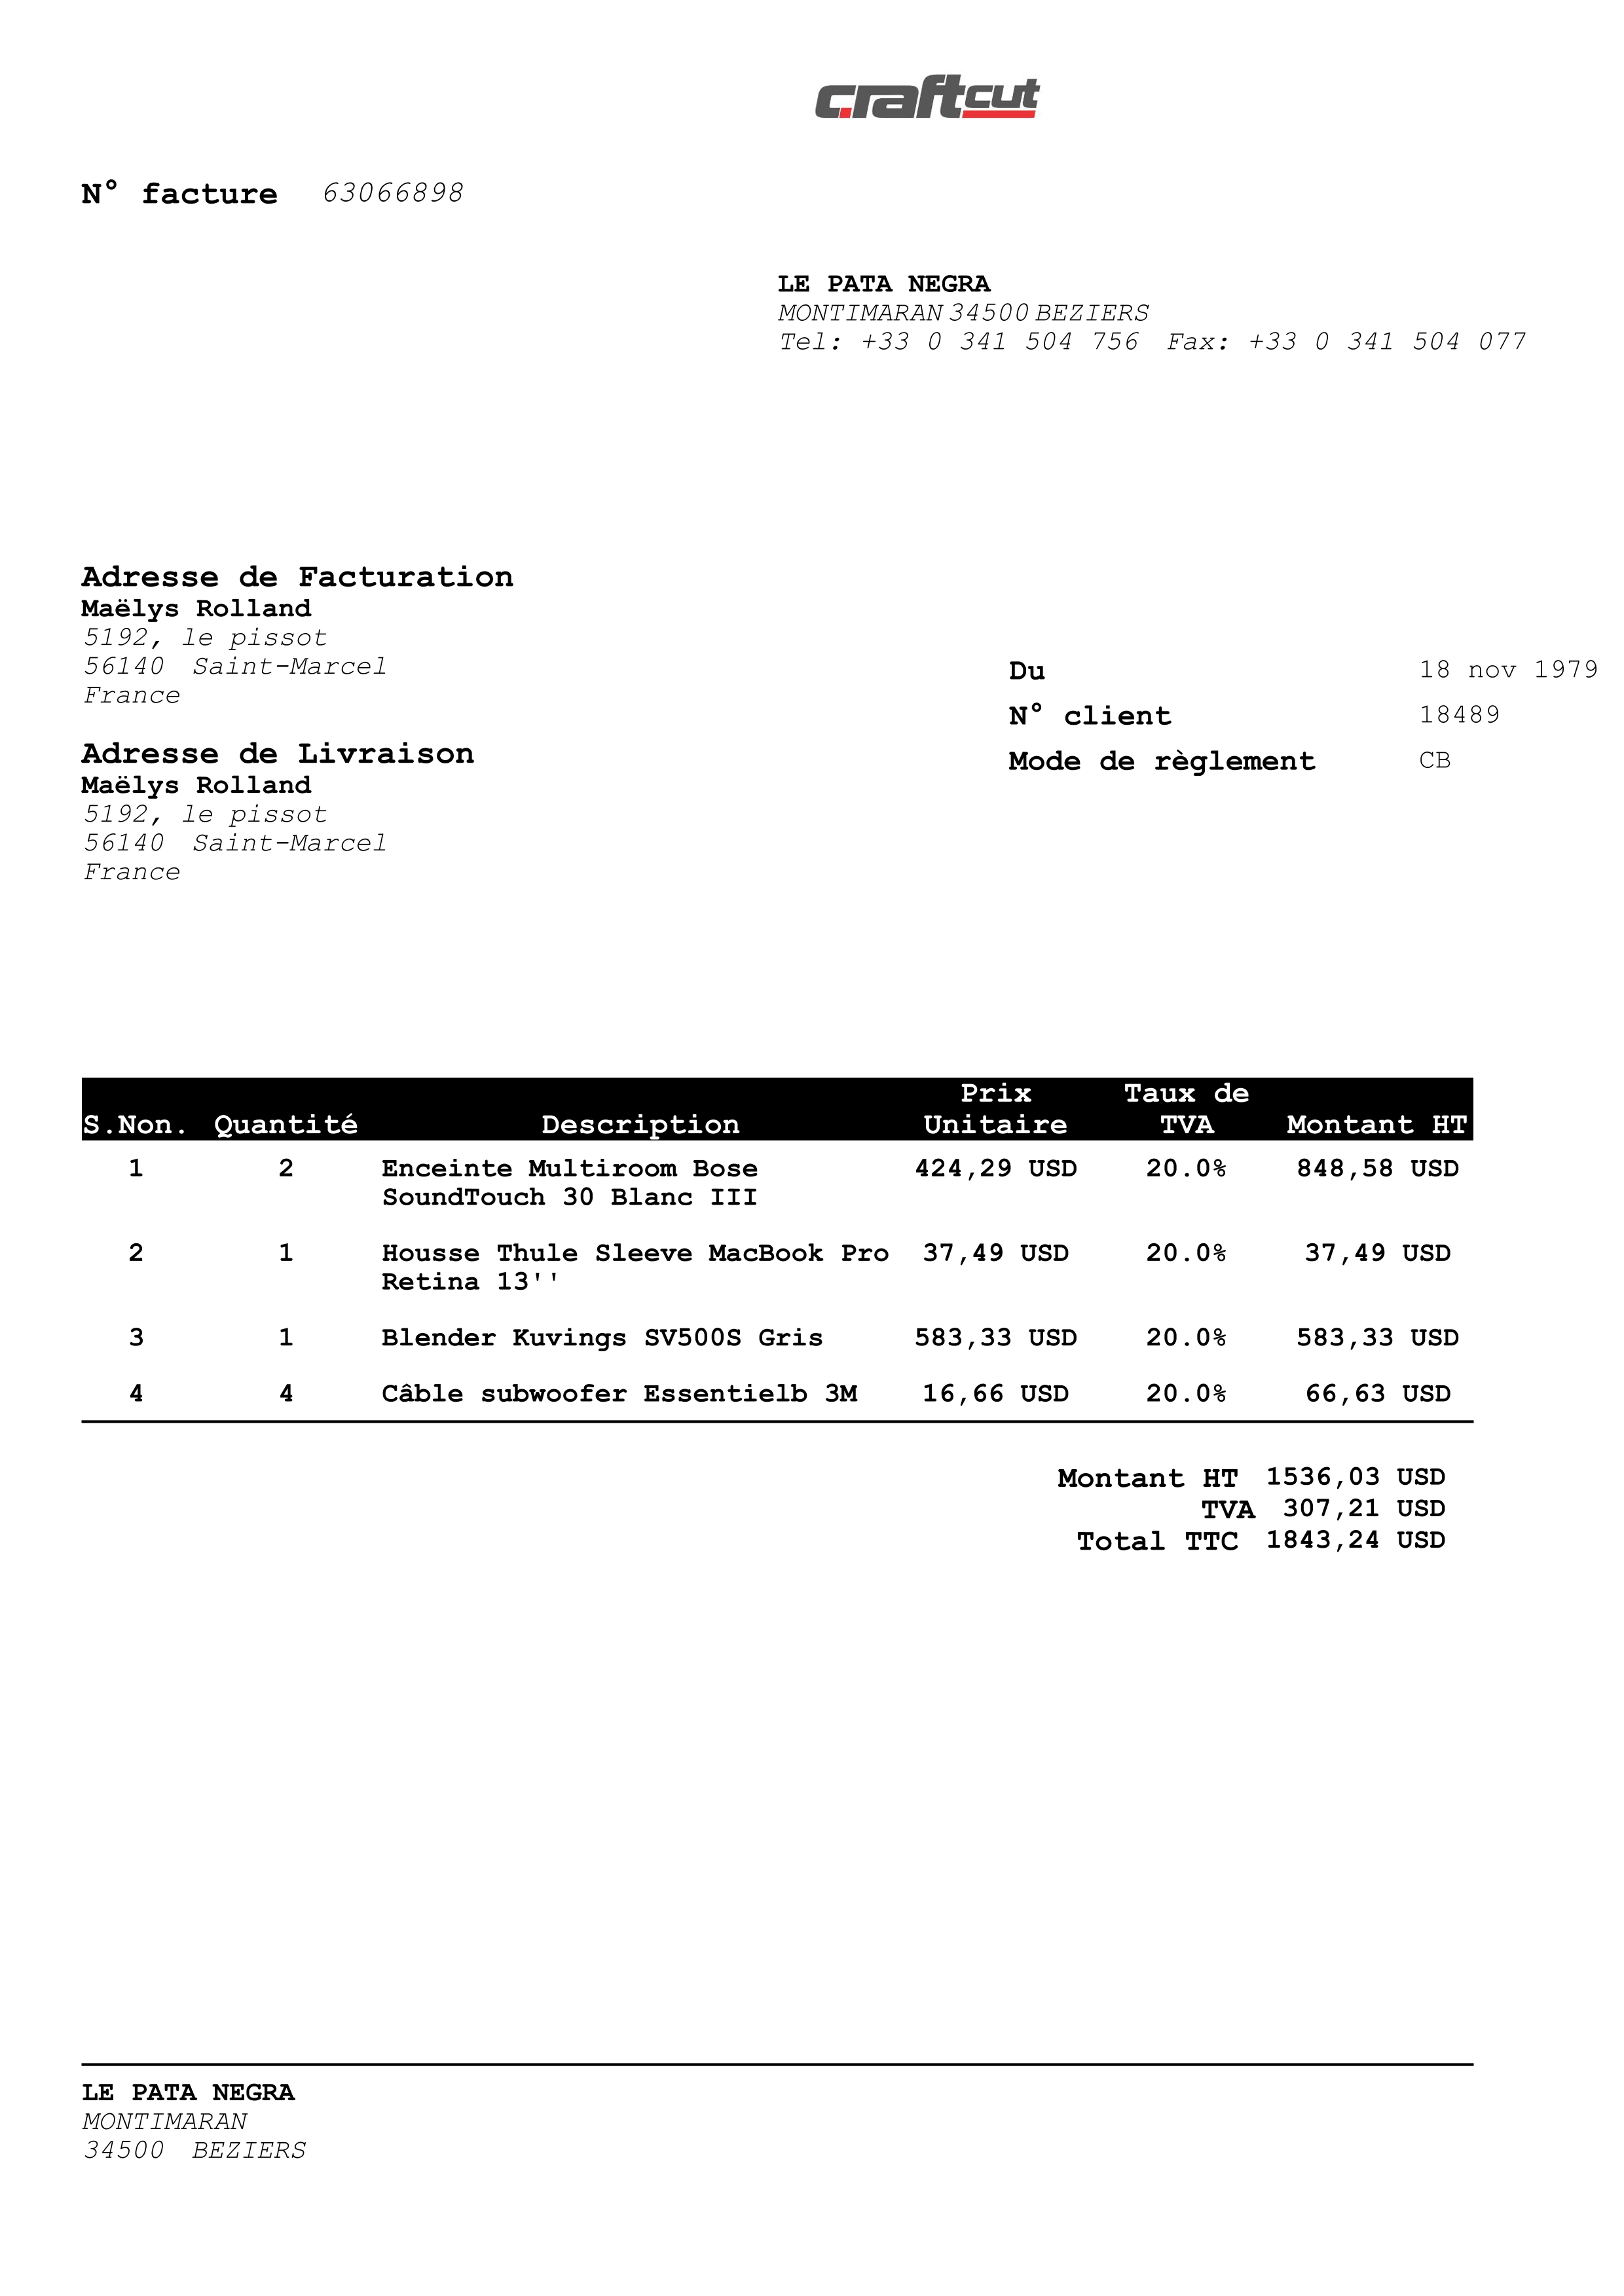 craftcut
N° facture 63066898
LE PATA NEGRA
MONTIMARAN 34500 BEZIERS
Tel: +33 0 341 504 756 Fax: +33 0 341 504 077
Adresse de Facturation
Maëlys Rolland
5192, le pissot
56140 Saint-Marcel
France
Du 18 nov 1979
N° client 18489
Mode de règlement CB
Adresse de Livraison
Maëlys Rolland
5192, le pissot
56140 Saint-Marcel
France
S.Non. Quantité Description Prix Unitaire Taux de TVA Montant HT
1 2 Enceinte Multiroom Bose 424,29 USD 20.0% 848,58 USD
SoundTouch 30 Blanc III
2 1 Housse Thule Sleeve MacBook Pro 37,49 USD 20.0% 37,49 USD
Retina 13''
3 1 Blender Kuvings SV500S Gris 583,33 USD 20.0% 583,33 USD
4 4 Câble subwoofer Essentielb 3M 16,66 USD 20.0% 66,63 USD
Montant HT 1536,03 USD
TVA 307,21 USD
Total TTC 1843,24 USD
LE PATA NEGRA
MONTIMARAN
34500 BEZIERS